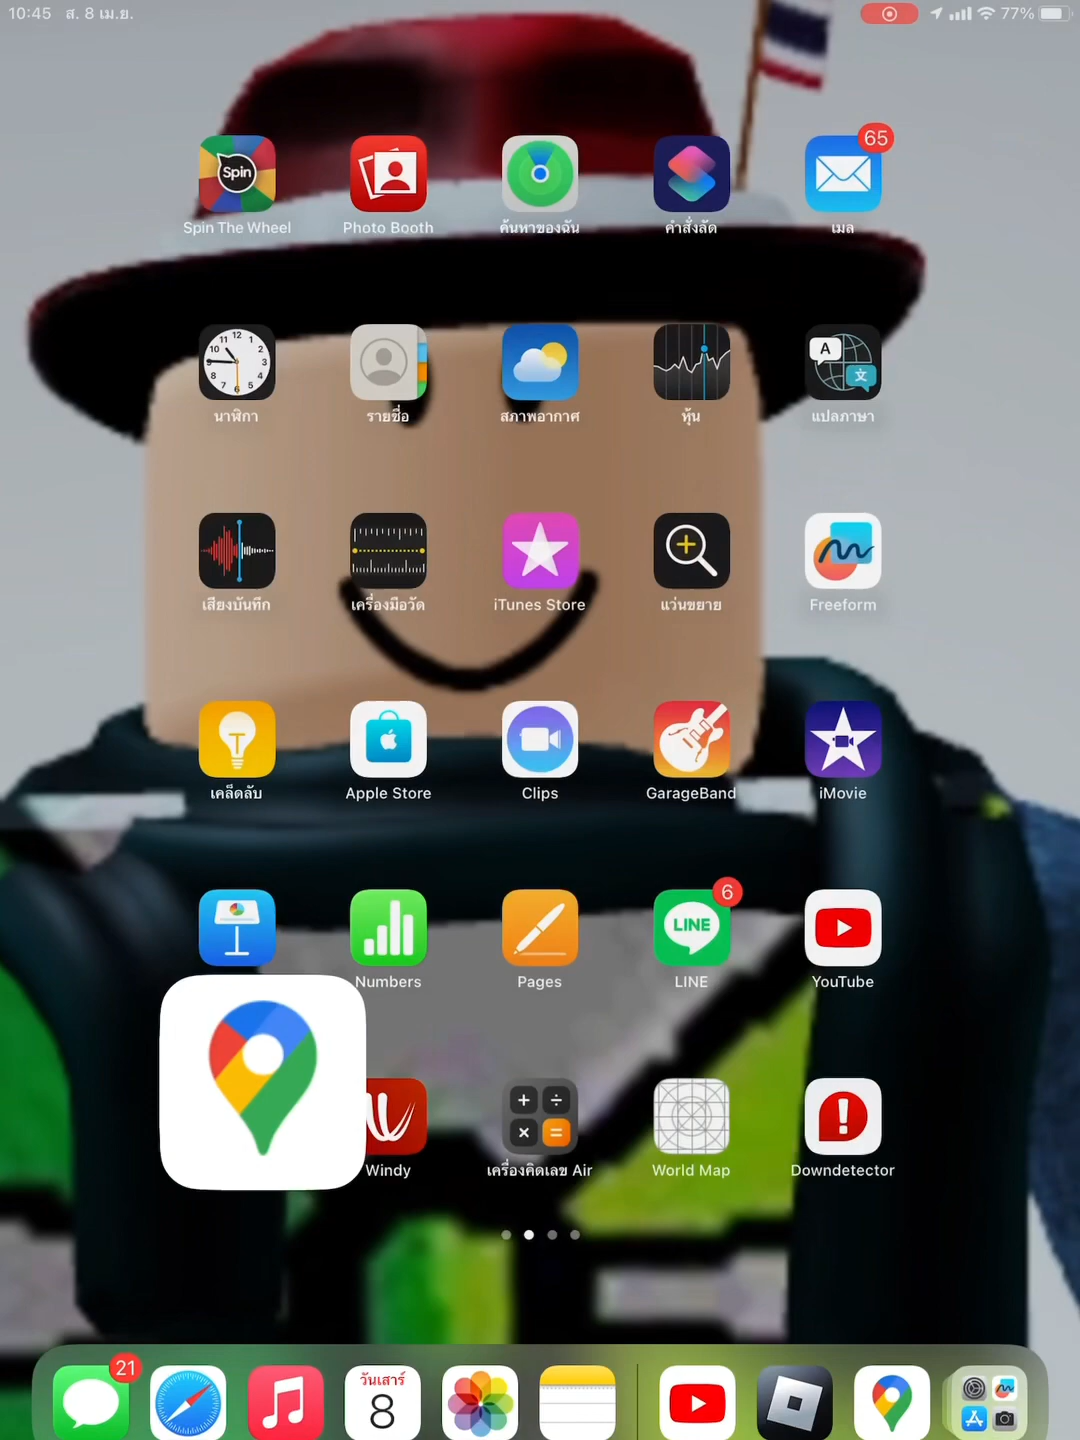 10:45 ส. 8 เม.ย.
77%
Spin
65
Spin The Wheel
Photo Booth
ค้นหาของฉัน
คำสั่งลัด
เมล
นาฬิกา
รายชื่อ
สภาพอากาศ
หุ้น
แปลภาษา
เสียงบันทึก
เครื่องมือวัด
iTunes Store
แว่นขยาย
Freeform
เคล็ดลับ
Apple Store
Clips
GarageBand
iMovie
LINE
6
Numbers
Pages
LINE
YouTube
Windy
เครื่องคิดเลข Air
World Map
Downdetector
21
วันเสาร์
8